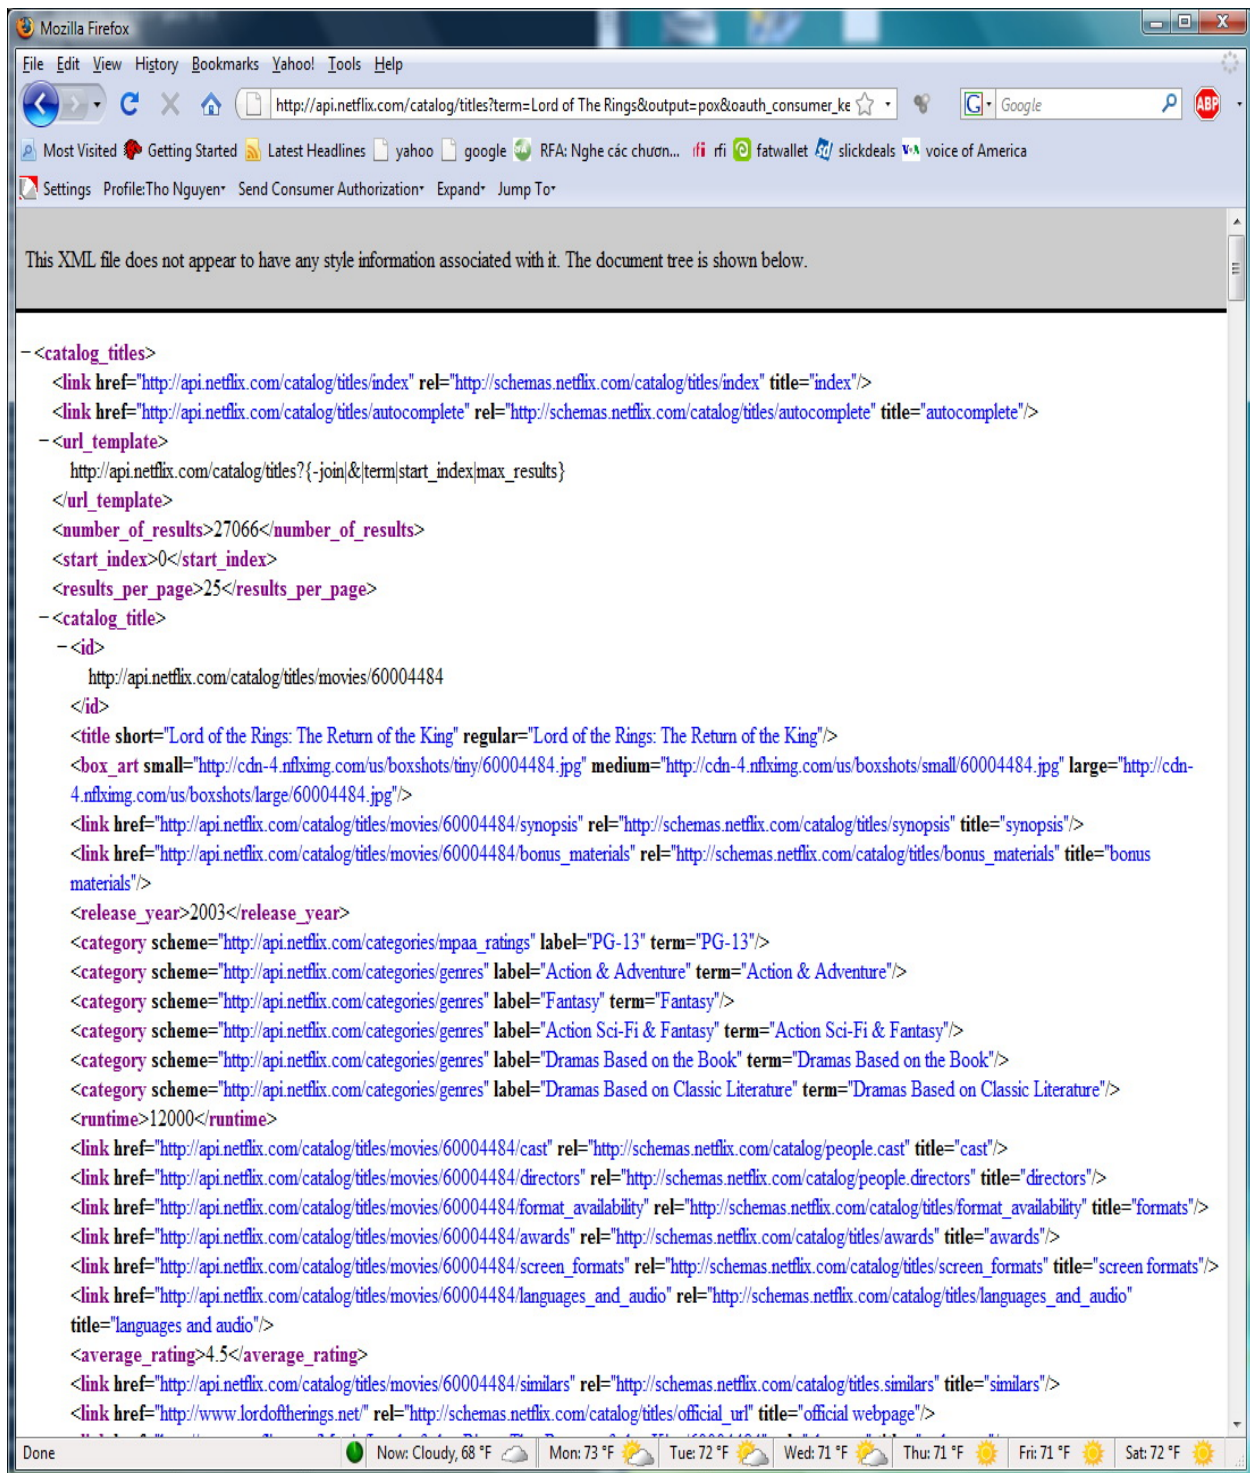 Mozilla Firefox
File Edit View History Bookmarks Yahoo! Tools Help
http://api.netflix.com/catalog/titles?term=Lord of The Rings&output=pox&oauth_consumer_ke
G Google
ABP
Most Visited Getting Started Latest Headlines yahoo google RFA: Nghe các chươn... rfi rfi fatwallet sd slickdeals VOA voice of America
Settings Profile:Tho Nguyen Send Consumer Authorization Expand Jump To
This XML file does not appear to have any style information associated with it. The document tree is shown below.
−<catalog_titles>
<link href="http://api.netflix.com/catalog/titles/index" rel="http://schemas.netflix.com/catalog/titles/index" title="index"/>
<link href="http://api.netflix.com/catalog/titles/autocomplete" rel="http://schemas.netflix.com/catalog/titles/autocomplete" title="autocomplete"/>
−<url_template>
http://api.netflix.com/catalog/titles?{-join|&|term|start_index|max_results}
</url_template>
<number_of_results>27066</number_of_results>
<start_index>0</start_index>
<results_per_page>25</results_per_page>
−<catalog_title>
−<id>
http://api.netflix.com/catalog/titles/movies/60004484
</id>
<title short="Lord of the Rings: The Return of the King" regular="Lord of the Rings: The Return of the King"/>
<box_art small="http://cdn-4.nflximg.com/us/boxshots/tiny/60004484.jpg" medium="http://cdn-4.nflximg.com/us/boxshots/small/60004484.jpg" large="http://cdn-
4.nflximg.com/us/boxshots/large/60004484.jpg"/>
<link href="http://api.netflix.com/catalog/titles/movies/60004484/synopsis" rel="http://schemas.netflix.com/catalog/titles/synopsis" title="synopsis"/>
<link href="http://api.netflix.com/catalog/titles/movies/60004484/bonus_materials" rel="http://schemas.netflix.com/catalog/titles/bonus_materials" title="bonus
materials"/>
<release_year>2003</release_year>
<category scheme="http://api.netflix.com/categories/mpaa_ratings" label="PG-13" term="PG-13"/>
<category scheme="http://api.netflix.com/categories/genres" label="Action & Adventure" term="Action & Adventure"/>
<category scheme="http://api.netflix.com/categories/genres" label="Fantasy" term="Fantasy"/>
<category scheme="http://api.netflix.com/categories/genres" label="Action Sci-Fi & Fantasy" term="Action Sci-Fi & Fantasy"/>
<category scheme="http://api.netflix.com/categories/genres" label="Dramas Based on the Book" term="Dramas Based on the Book"/>
<category scheme="http://api.netflix.com/categories/genres" label="Dramas Based on Classic Literature" term="Dramas Based on Classic Literature"/>
<runtime>12000</runtime>
<link href="http://api.netflix.com/catalog/titles/movies/60004484/cast" rel="http://schemas.netflix.com/catalog/people.cast" title="cast"/>
<link href="http://api.netflix.com/catalog/titles/movies/60004484/directors" rel="http://schemas.netflix.com/catalog/people.directors" title="directors"/>
<link href="http://api.netflix.com/catalog/titles/movies/60004484/format_availability" rel="http://schemas.netflix.com/catalog/titles/format_availability" title="formats"/>
<link href="http://api.netflix.com/catalog/titles/movies/60004484/awards" rel="http://schemas.netflix.com/catalog/titles/awards" title="awards"/>
<link href="http://api.netflix.com/catalog/titles/movies/60004484/screen_formats" rel="http://schemas.netflix.com/catalog/titles/screen_formats" title="screen formats"/>
<link href="http://api.netflix.com/catalog/titles/movies/60004484/languages_and_audio" rel="http://schemas.netflix.com/catalog/titles/languages_and_audio"
title="languages and audio"/>
<average_rating>4.5</average_rating>
<link href="http://api.netflix.com/catalog/titles/movies/60004484/similars" rel="http://schemas.netflix.com/catalog/titles.similars" title="similars"/>
<link href="http://www.lordoftherings.net/" rel="http://schemas.netflix.com/catalog/titles/official_url" title="official webpage"/>
Done Now: Cloudy, 68 °F Mon: 73 °F Tue: 72 °F Wed: 71 °F Thu: 71 °F Fri: 71 °F Sat: 72 °F